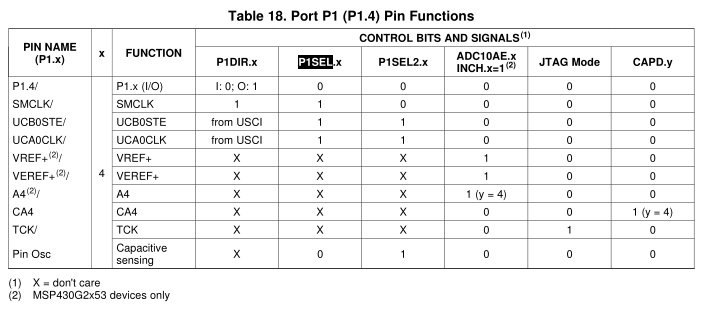 Table 18. Port P1 (P1.4) Pin Functions
CONTROL BITS AND SIGNALS(1)
PIN NAME (P1.x) x FUNCTION P1DIR.x P1SEL.x P1SEL2.x ADC10AE.x INCH.x=1(2) JTAG Mode CAPD.y
P1.4/ P1.x (I/O) I: 0; O: 1 0 0 0 0 0
SMCLK/ SMCLK 1 1 0 0 0 0
UCB0STE/ UCB0STE from USCI 1 1 0 0 0
UCA0CLK/ UCA0CLK from USCI 1 1 0 0 0
VREF+(2)/ VREF+ X X X 1 0 0
VEREF+(2)/ 4 VEREF+ X X X 1 0 0
A4(2)/ A4 X X X 1 (y = 4) 0 0
CA4 CA4 X X X 0 0 1 (y = 4)
TCK/ TCK X X X 0 1 0
Pin Osc Capacitive sensing X 0 1 0 0 0
(1) X = don't care
(2) MSP430G2x53 devices only